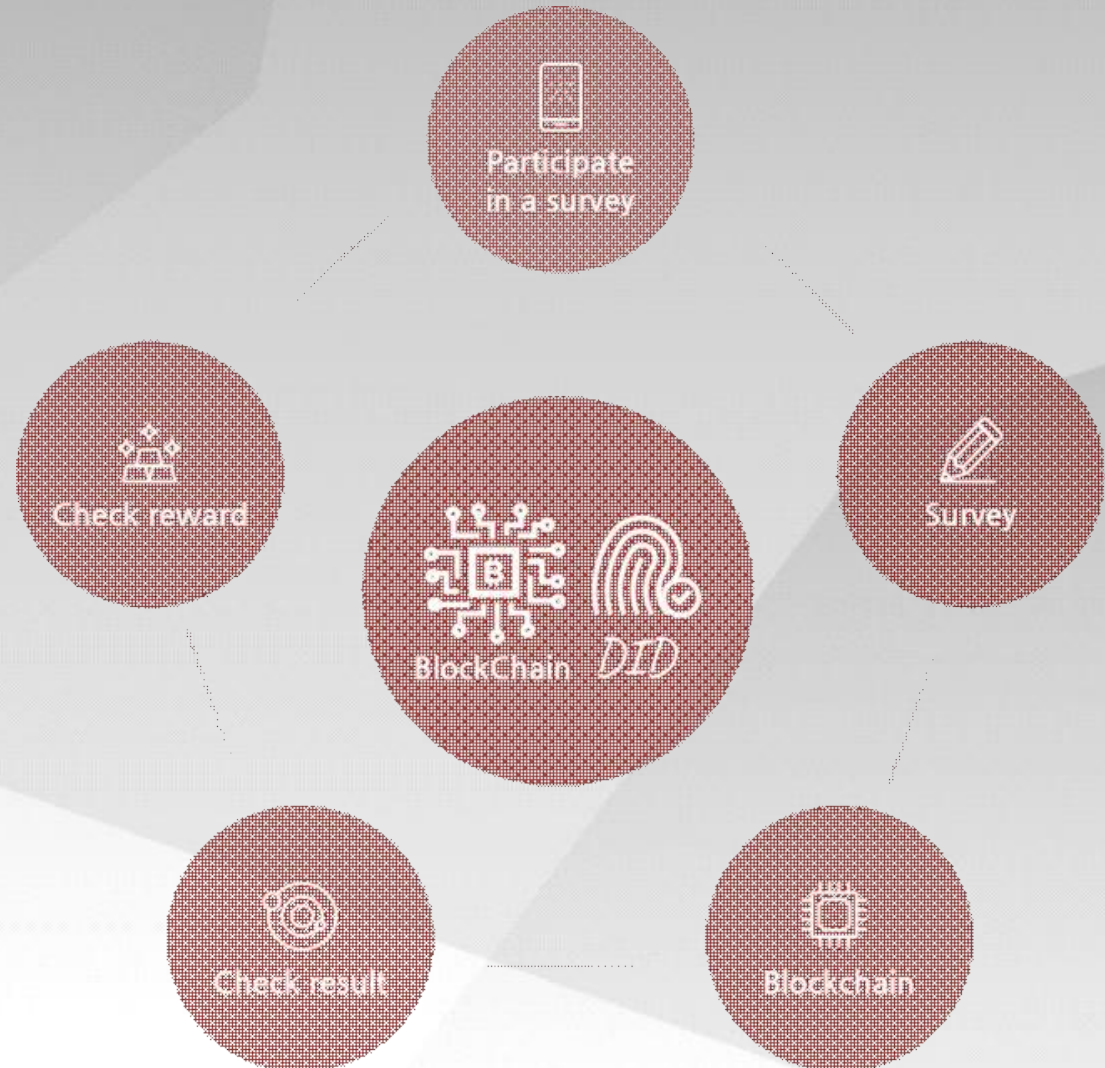 Participate
in a survey
Check reward
Survey
B
BlockChain
DID
Check result
Blockchain